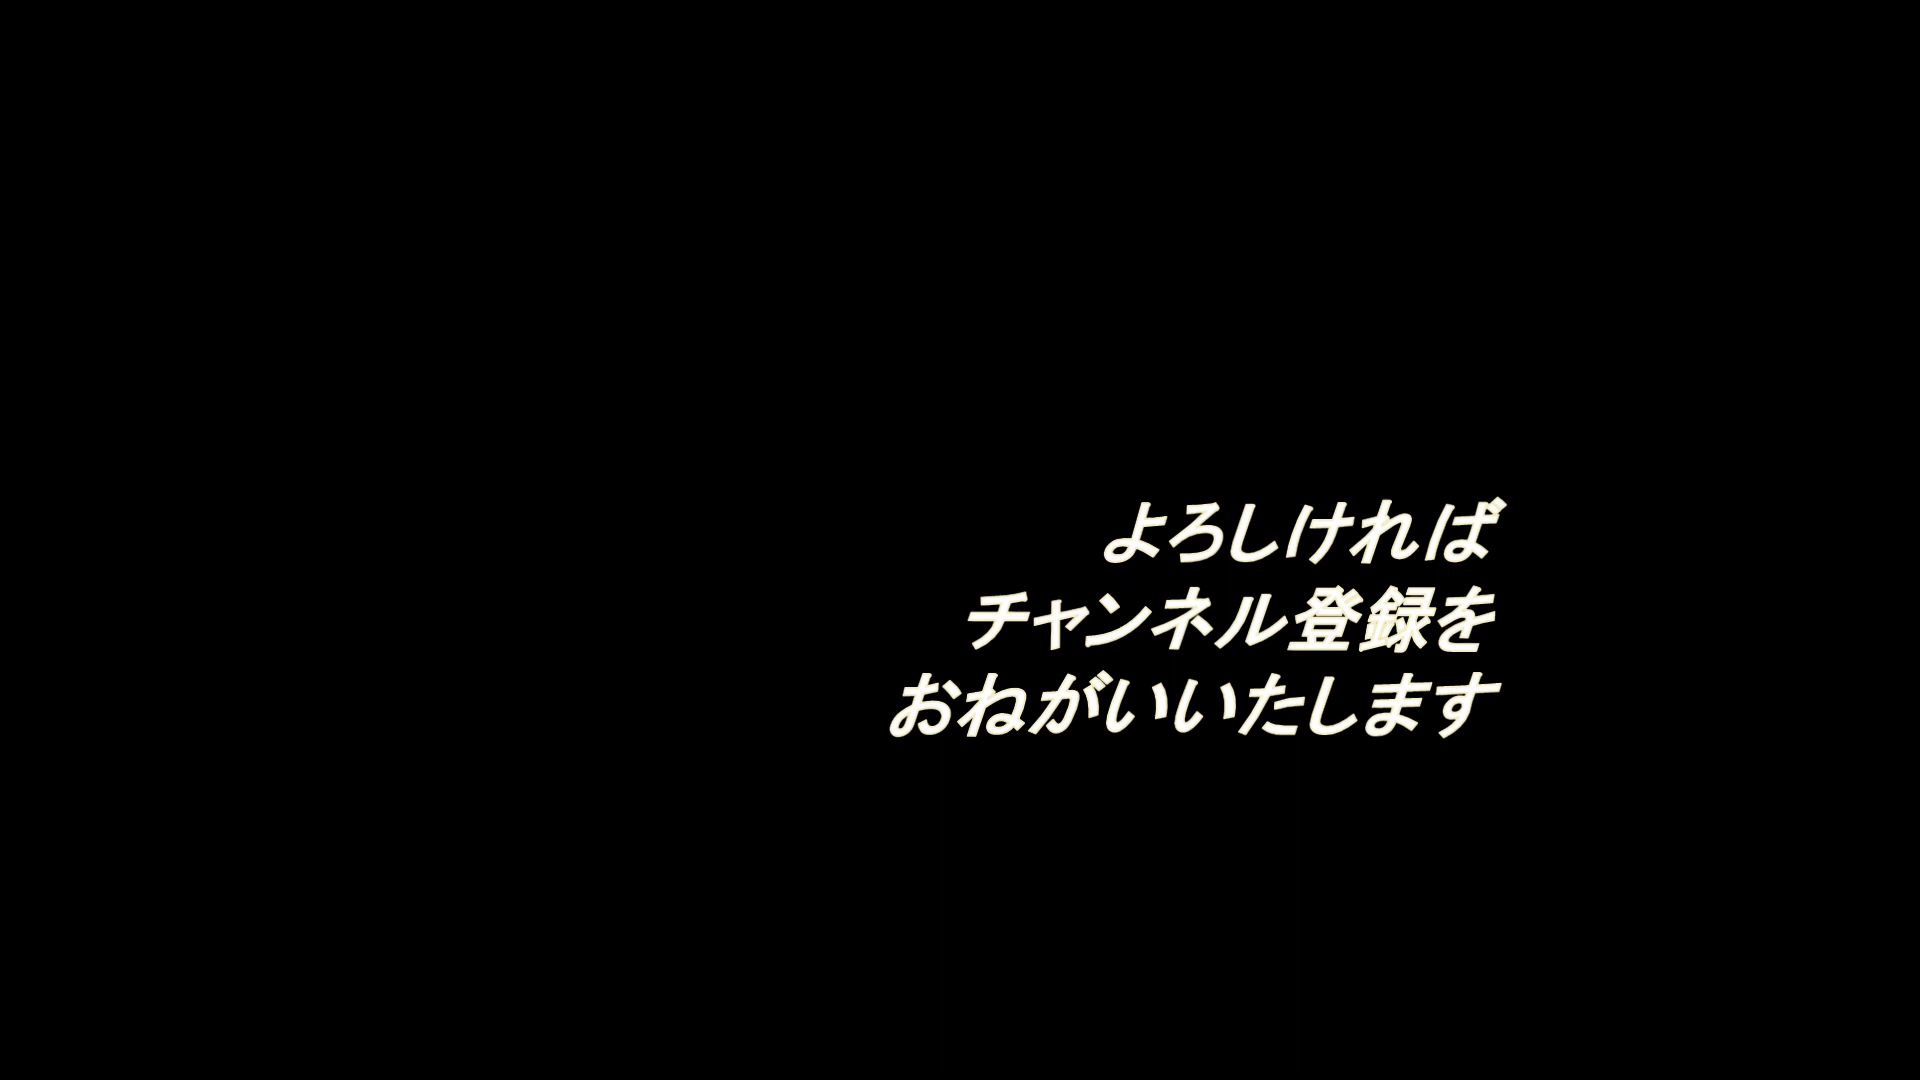 よろしければ
チャンネル登録を
おねがいいたします